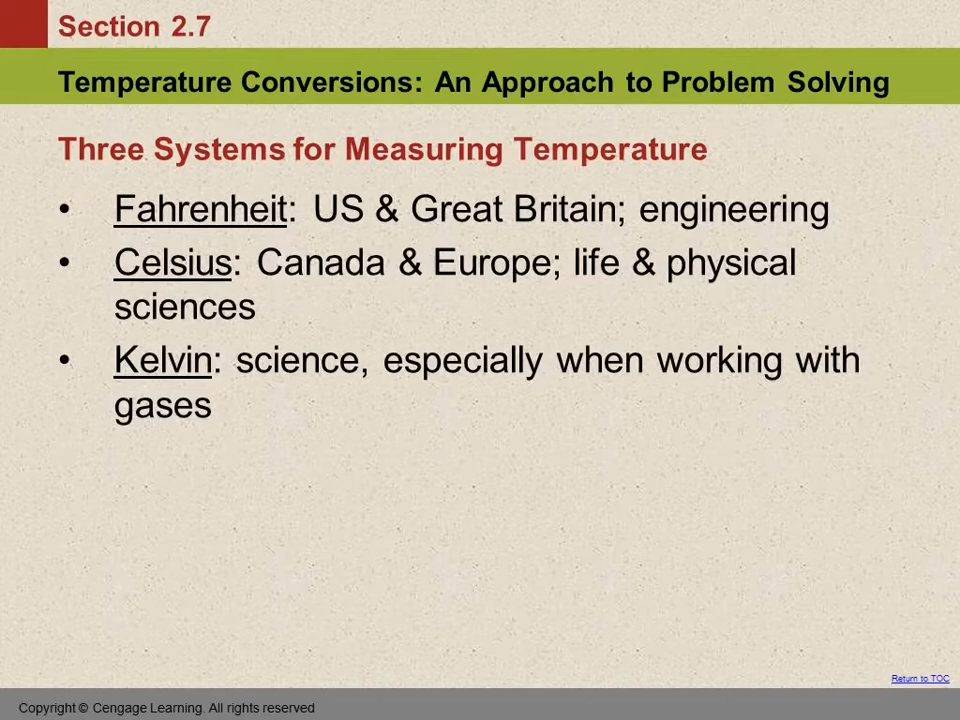 Section 2.7
Temperature Conversions: An Approach to Problem Solving
Three Systems for Measuring Temperature
• Fahrenheit: US & Great Britain; engineering
• Celsius: Canada & Europe; life & physical
sciences
• Kelvin: science, especially when working with
gases
Return to TOC
Copyright © Cengage Learning. All rights reserved